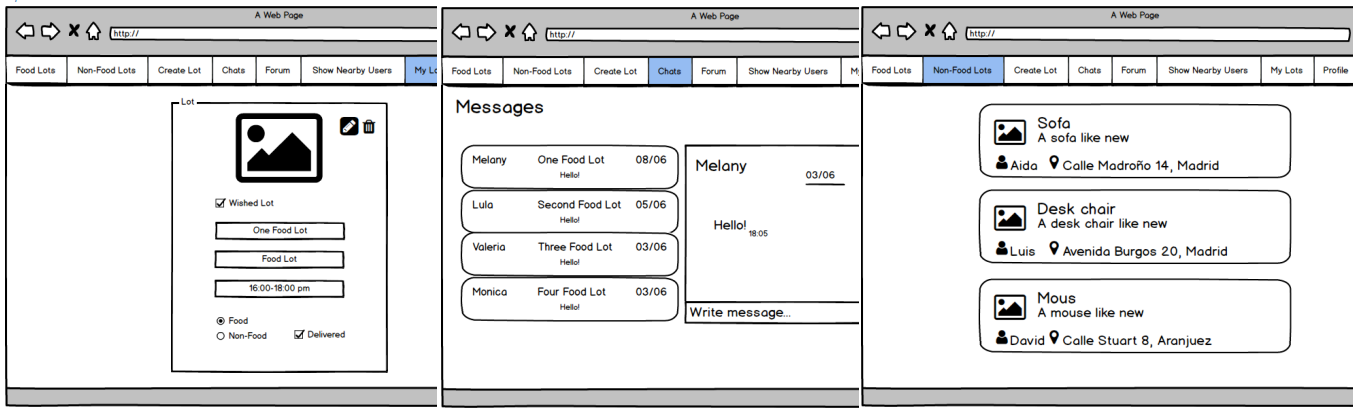 A Web Page
http://
Food Lots Non-Food Lots Create Lot Chats Forum Show Nearby Users My Lo
Lot
Wished Lot
One Food Lot
Food Lot
16:00-18:00 pm
Food
Non-Food Delivered
A Web Page
http://
Food Lots Non-Food Lots Create Lot Chats Forum Show Nearby Users M
Messages
Melany One Food Lot 08/06
Hello!
Lula Second Food Lot 05/06
Hello!
Valeria Three Food Lot 03/06
Hello!
Monica Four Food Lot 03/06
Hello!
Melany
03/06
Hello! 18:05
Write message...
A Web Page
http://
Food Lots Non-Food Lots Create Lot Chats Forum Show Nearby Users My Lots Profile
Sofa
A sofa like new
Aida Calle Madroño 14, Madrid
Desk chair
A desk chair like new
Luis Avenida Burgos 20, Madrid
Mous
A mouse like new
David Calle Stuart 8, Aranjuez